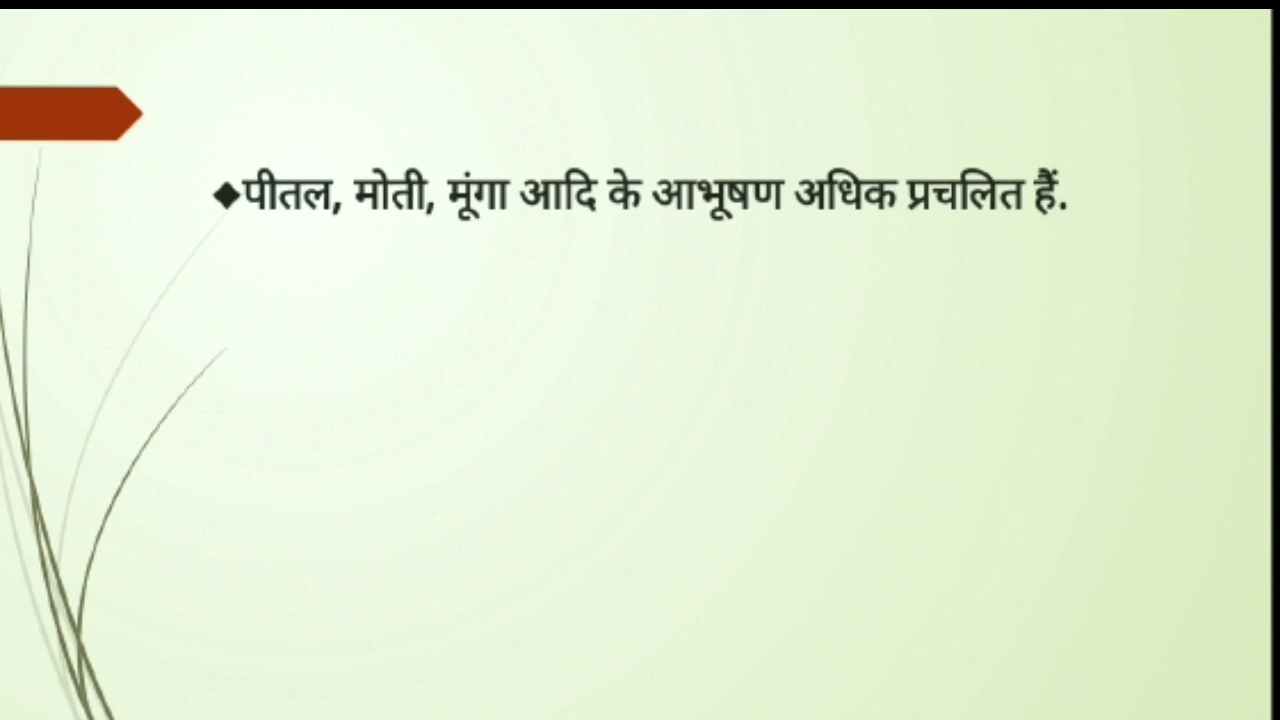 ◆पीतल, मोती, मूंगा आदि के आभूषण अधिक प्रचलित हैं.